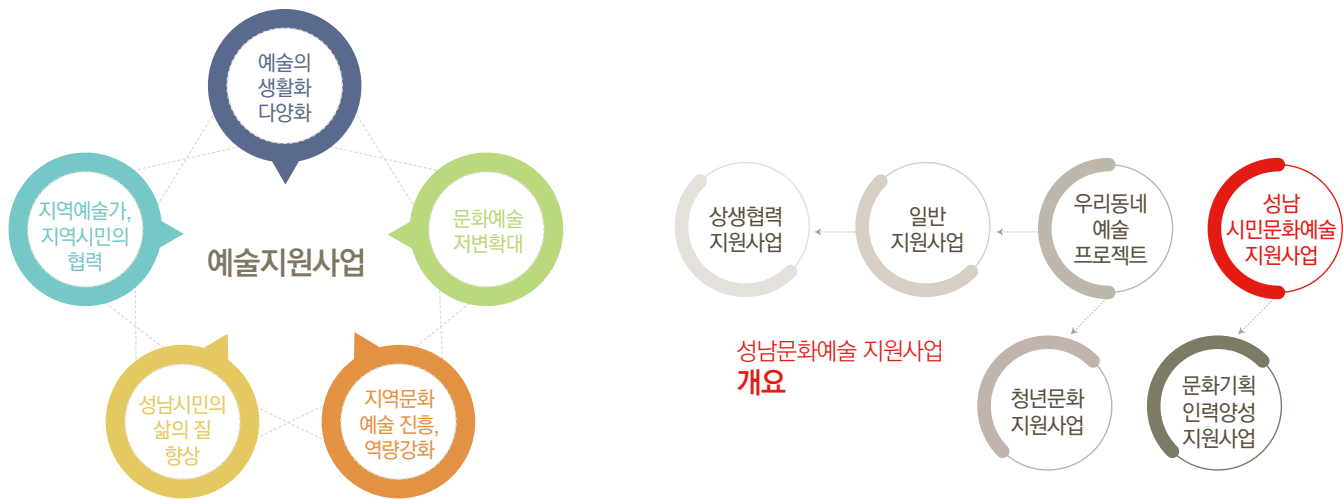 예술의
생활화
다양화
지역예술가,
지역시민의
협력
문화예술
저변확대
예술지원사업
성남시민의
삶의 질
향상
지역문화
예술 진흥,
역량강화
상생협력
지원사업
일반
지원사업
우리동네
예술
프로젝트
성남
시민문화예술
지원사업
성남문화예술 지원사업
개요
청년문화
지원사업
문화기획
인력양성
지원사업